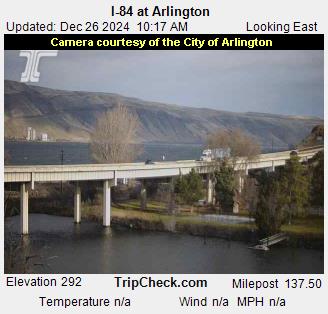 I-84 at Arlington
Updated: Dec 26 2024 10:17 AM Looking East
Camera courtesy of the City of Arlington
Elevation 292 TripCheck.com Milepost 137.50
Temperature n/a Wind n/a MPH n/a